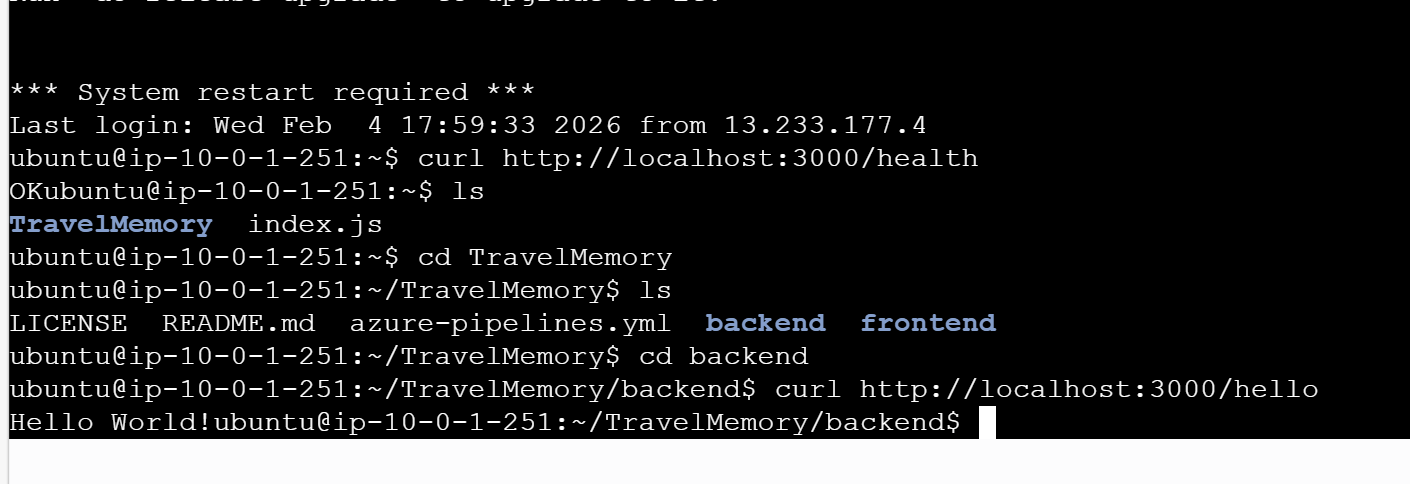 *** System restart required ***
Last login: Wed Feb  4 17:59:33 2026 from 13.233.177.4
ubuntu@ip-10-0-1-251:~$ curl http://localhost:3000/health
OKubuntu@ip-10-0-1-251:~$ ls
TravelMemory  index.js
ubuntu@ip-10-0-1-251:~$ cd TravelMemory
ubuntu@ip-10-0-1-251:~/TravelMemory$ ls
LICENSE  README.md  azure-pipelines.yml  backend  frontend
ubuntu@ip-10-0-1-251:~/TravelMemory$ cd backend
ubuntu@ip-10-0-1-251:~/TravelMemory/backend$ curl http://localhost:3000/hello
Hello World!ubuntu@ip-10-0-1-251:~/TravelMemory/backend$